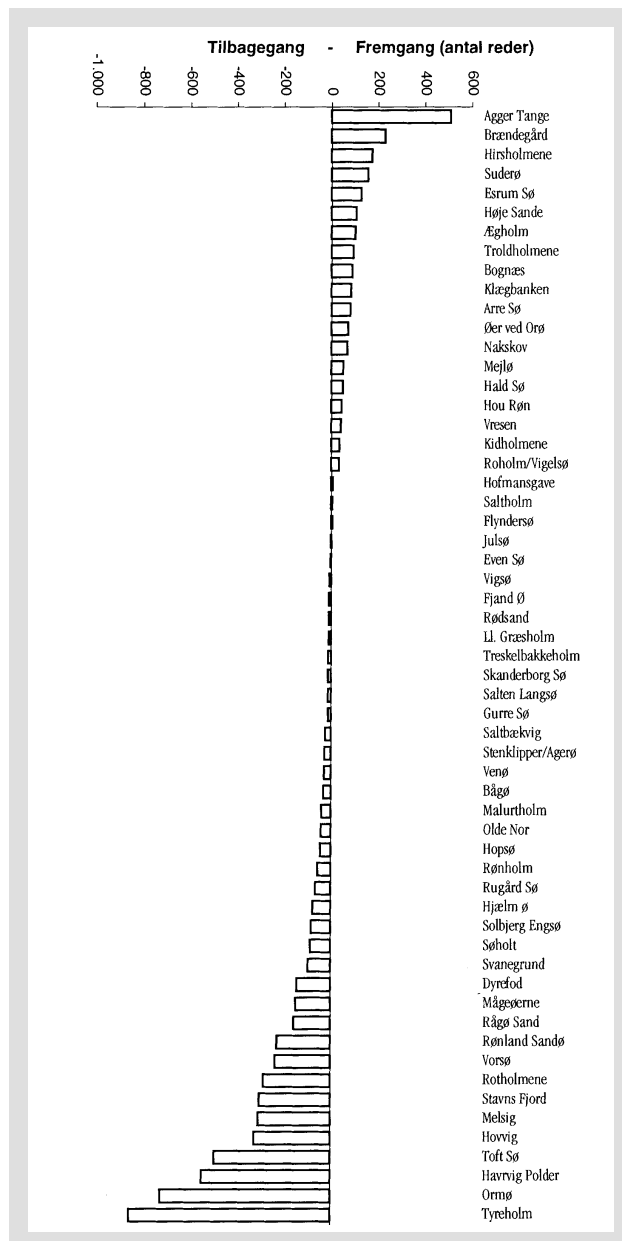 Tilbagegang - Fremgang (antal reder)
-1.000 -800 -600 -400 -200 0 200 400 600
Agger Tange
Brændegård
Hirsholmene
Suderø
Esrum Sø
Høje Sande
Ægholm
Troldholmene
Bognæs
Klægbanken
Arre Sø
Øer ved Orø
Nakskov
Mejlø
Hald Sø
Hou Røn
Vresen
Kidholmene
Roholm/Vigelsø
Hofmansgave
Saltholm
Flyndersø
Julsø
Even Sø
Vigsø
Fjand Ø
Rødsand
Ll. Græsholm
Treskelbakkeholm
Skanderborg Sø
Salten Langsø
Gurre Sø
Saltbækvig
Stenklipper/Agerø
Venø
Bågø
Malurtholm
Olde Nor
Hopsø
Rønholm
Rugård Sø
Hjælm ø
Solbjerg Engsø
Søholt
Svanegrund
Dyrefod
Mågeøerne
Rågø Sand
Rønland Sandø
Vorsø
Rotholmene
Stavns Fjord
Melsig
Hovvig
Toft Sø
Havrvig Polder
Ormø
Tyreholm